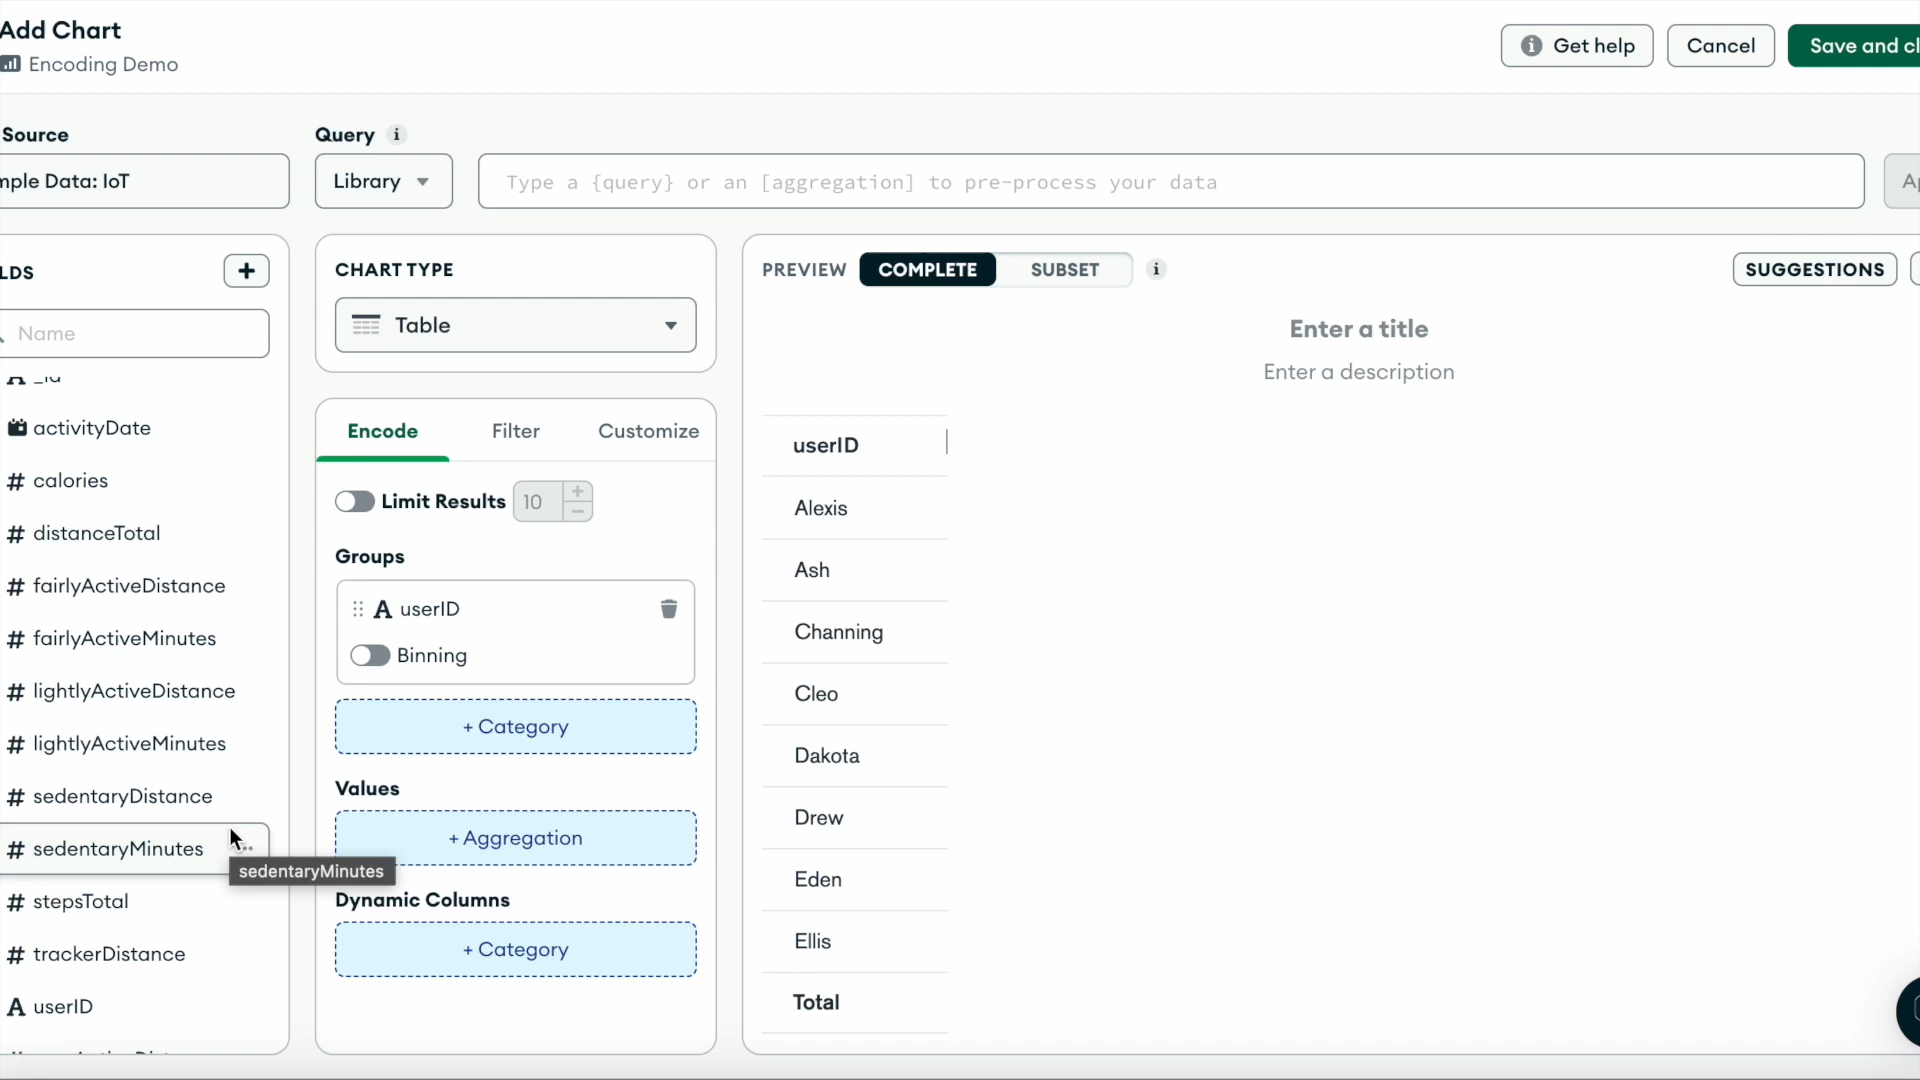 Add Chart
Encoding Demo
Get help
Cancel
Save and cl
Source
Query i
mple Data: IoT
Library
Type a {query} or an [aggregation] to pre-process your data
Ap
LDS
+
Name
_id
activityDate
calories
distanceTotal
fairlyActiveDistance
fairlyActiveMinutes
lightlyActiveDistance
lightlyActiveMinutes
sedentaryDistance
sedentaryMinutes
sedentaryMinutes
stepsTotal
trackerDistance
userID
CHART TYPE
Table
Encode
Filter
Customize
Limit Results
10
Groups
userID
Binning
+ Category
Values
+ Aggregation
Dynamic Columns
+ Category
PREVIEW
COMPLETE
SUBSET
SUGGESTIONS
Enter a title
Enter a description
userID
Alexis
Ash
Channing
Cleo
Dakota
Drew
Eden
Ellis
Total